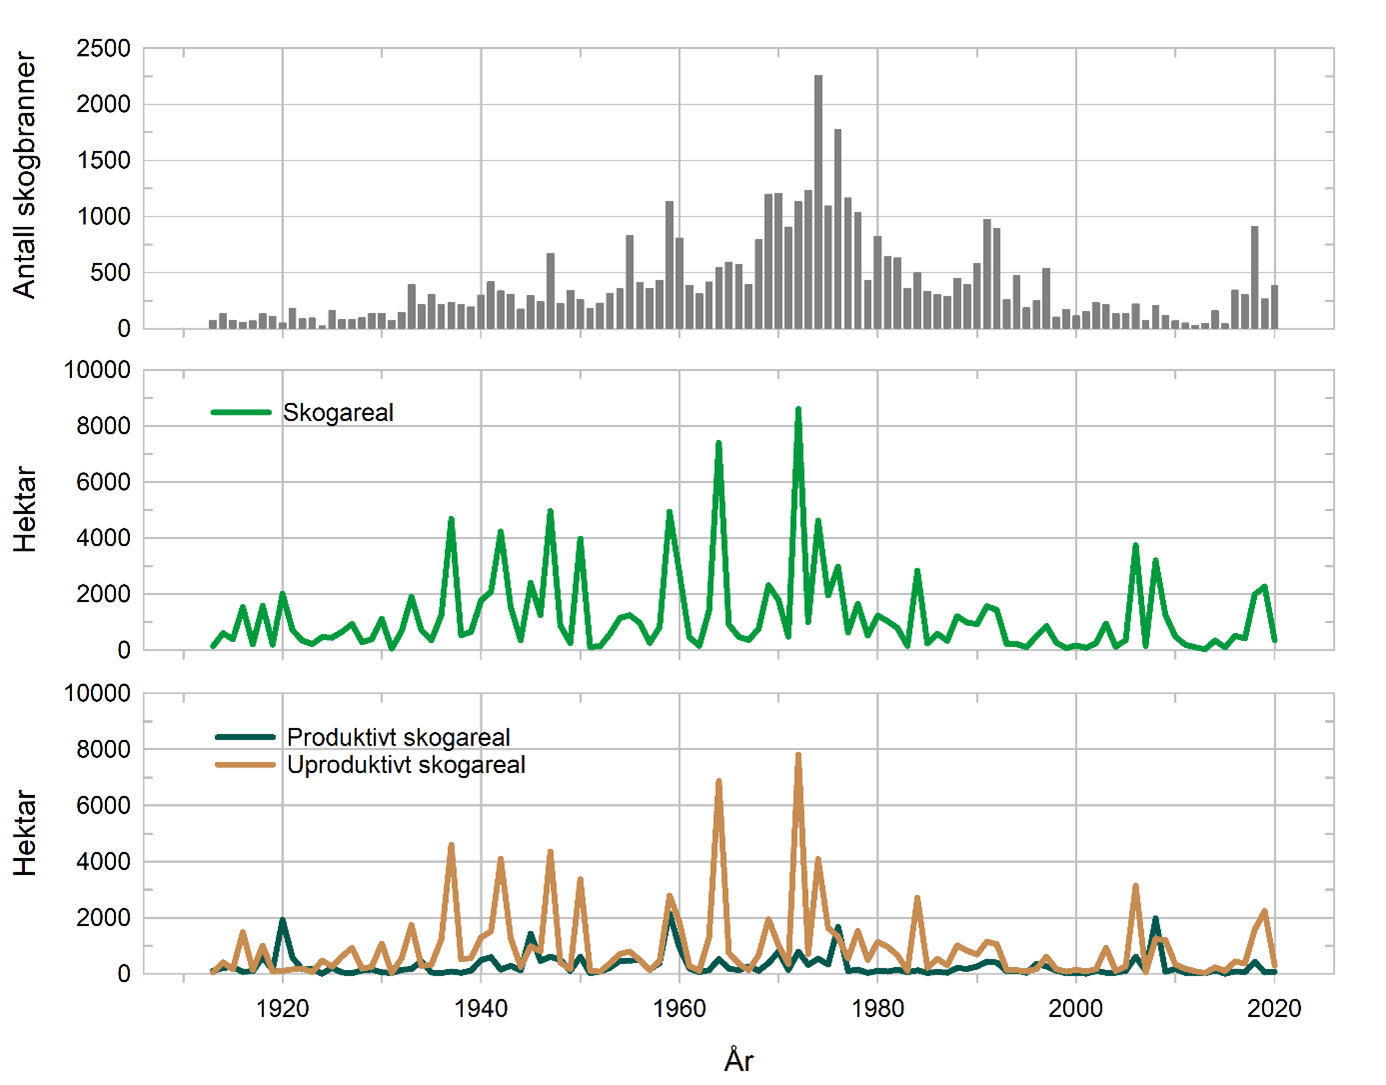 Antall skogbranner
2500
2000
1500
1000
500
0
Hektar
10000
8000
6000
4000
2000
0
Skogareal
Hektar
10000
8000
6000
4000
2000
0
Produktivt skogareal
Uproduktivt skogareal
1920 1940 1960 1980 2000 2020
År